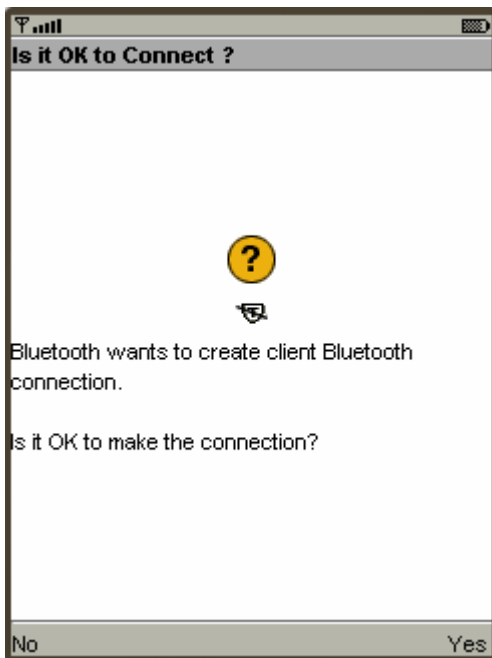 Is it OK to Connect ?
?
Bluetooth wants to create client Bluetooth
connection.
Is it OK to make the connection?
No Yes